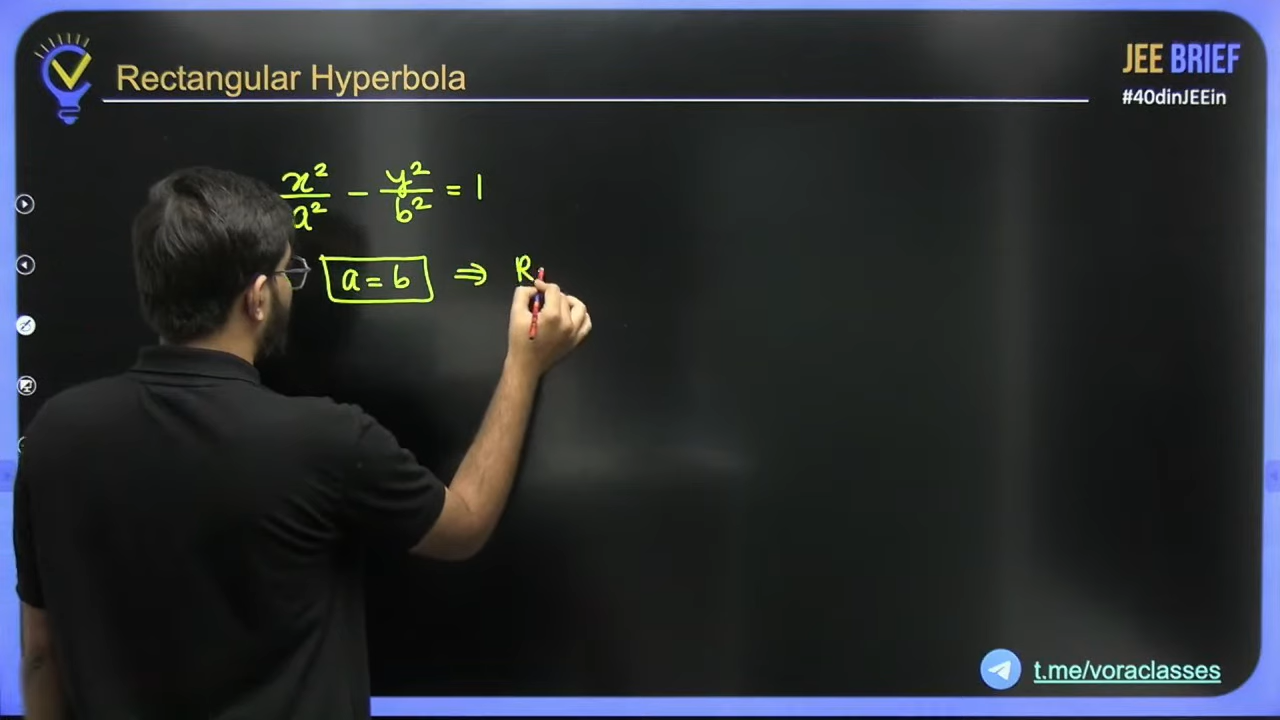 Rectangular Hyperbola
JEE BRIEF
#40dinJEEin
x²/a² - y²/b² = 1
a = b ⇒ R
t.me/voraclasses